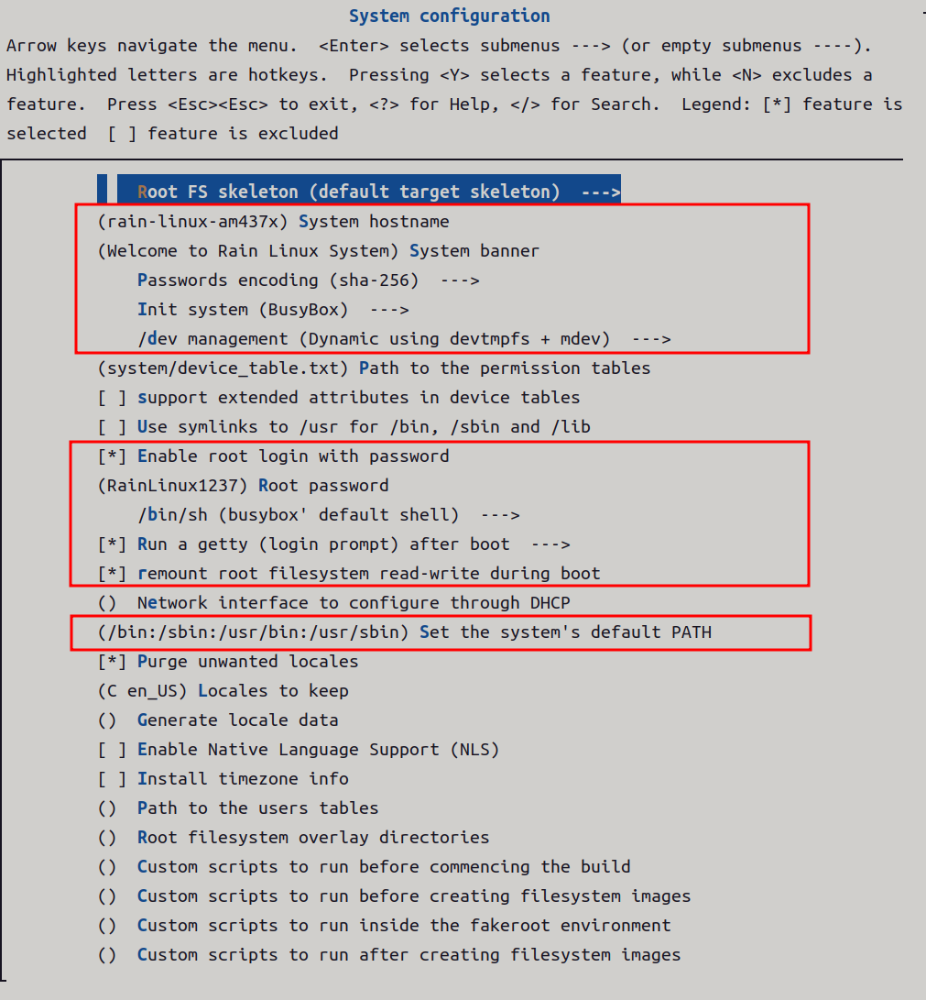 System configuration
Arrow keys navigate the menu.  <Enter> selects submenus ---> (or empty submenus ----).
Highlighted letters are hotkeys.  Pressing <Y> selects a feature, while <N> excludes a
feature.  Press <Esc><Esc> to exit, <?> for Help, </> for Search.  Legend: [*] feature is
selected  [ ] feature is excluded
Root FS skeleton (default target skeleton)  --->
(rain-linux-am437x) System hostname
(Welcome to Rain Linux System) System banner
Passwords encoding (sha-256)  --->
Init system (BusyBox)  --->
/dev management (Dynamic using devtmpfs + mdev)  --->
(system/device_table.txt) Path to the permission tables
[ ] support extended attributes in device tables
[ ] Use symlinks to /usr for /bin, /sbin and /lib
[*] Enable root login with password
(RainLinux1237) Root password
/bin/sh (busybox' default shell)  --->
[*] Run a getty (login prompt) after boot  --->
[*] remount root filesystem read-write during boot
()  Network interface to configure through DHCP
(/bin:/sbin:/usr/bin:/usr/sbin) Set the system's default PATH
[*] Purge unwanted locales
(C en_US) Locales to keep
()  Generate locale data
[ ] Enable Native Language Support (NLS)
[ ] Install timezone info
()  Path to the users tables
()  Root filesystem overlay directories
()  Custom scripts to run before commencing the build
()  Custom scripts to run before creating filesystem images
()  Custom scripts to run inside the fakeroot environment
()  Custom scripts to run after creating filesystem images